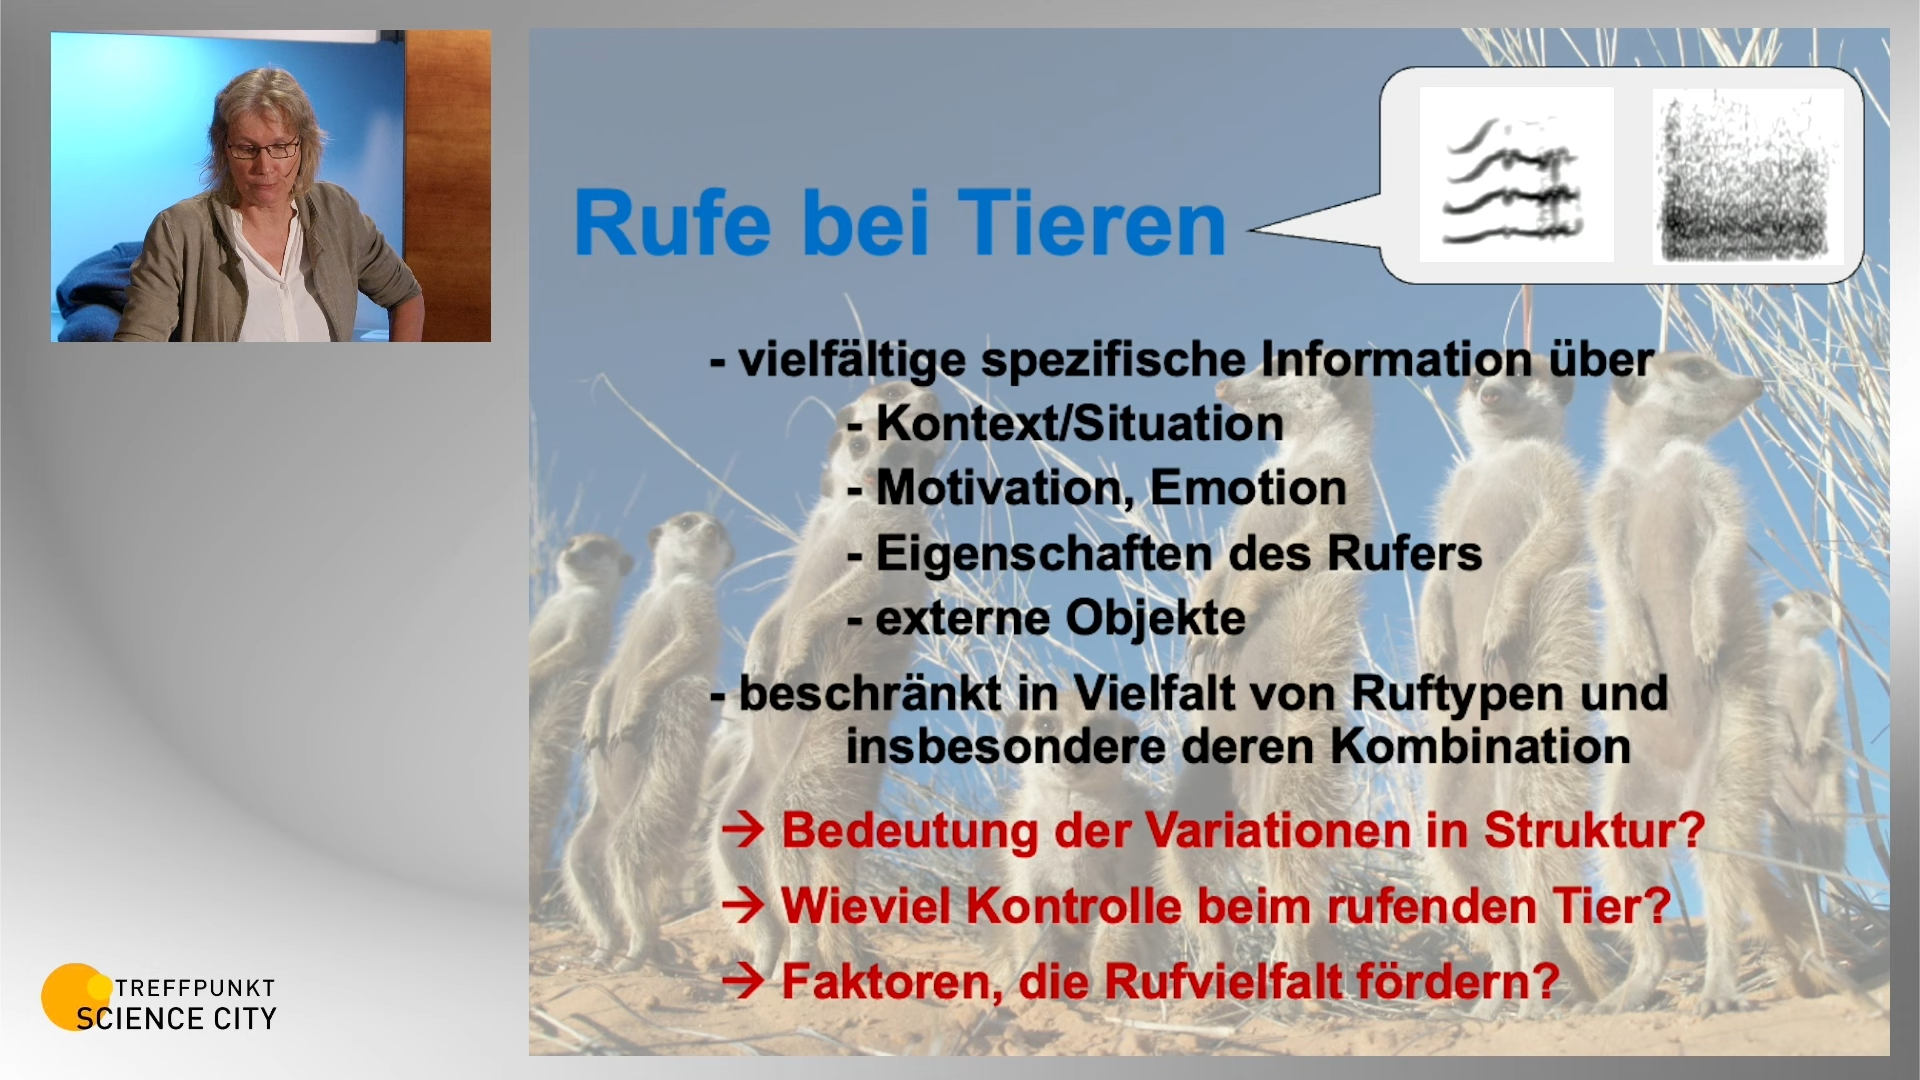 Rufe bei Tieren
- vielfältige spezifische Information über
- Kontext/Situation
- Motivation, Emotion
- Eigenschaften des Rufers
- externe Objekte
- beschränkt in Vielfalt von Ruftypen und
insbesondere deren Kombination
→ Bedeutung der Variationen in Struktur?
→ Wieviel Kontrolle beim rufenden Tier?
→ Faktoren, die Rufvielfalt fördern?
TREFFPUNKT
SCIENCE CITY